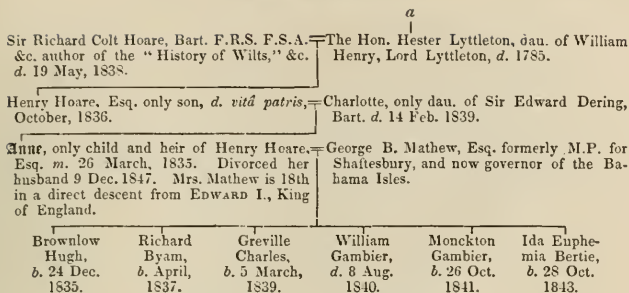 a
Sir Richard Colt Hoare, Bart. F.R.S. F.S.A.
&c. author of the "History of Wilts," &c.
d. 19 May, 1838.
The Hon. Hester Lyttleton, dau. of William
Henry, Lord Lyttleton, d. 1785.
Henry Hoare, Esq. only son, d. vitâ patris,
October, 1836.
Charlotte, only dau. of Sir Edward Dering,
Bart. d. 14 Feb. 1839.
Anne, only child and heir of Henry Hoare,
Esq. m. 26 March, 1835. Divorced her
husband 9 Dec. 1847. Mrs. Mathew is 18th
in a direct descent from EDWARD I., King
of England.
George B. Mathew, Esq. formerly M.P. for
Shaftesbury, and now governor of the Ba-
hama Isles.
Brownlow
Hugh,
b. 24 Dec.
1835.
Richard
Byam,
b. April,
1837.
Greville
Charles,
b. 5 March,
1839.
William
Gambier,
d. 8 Aug.
1840.
Monckton
Gambier,
b. 26 Oct.
1841.
Ida Euphe-
mia Bertie,
b. 28 Oct.
1843.